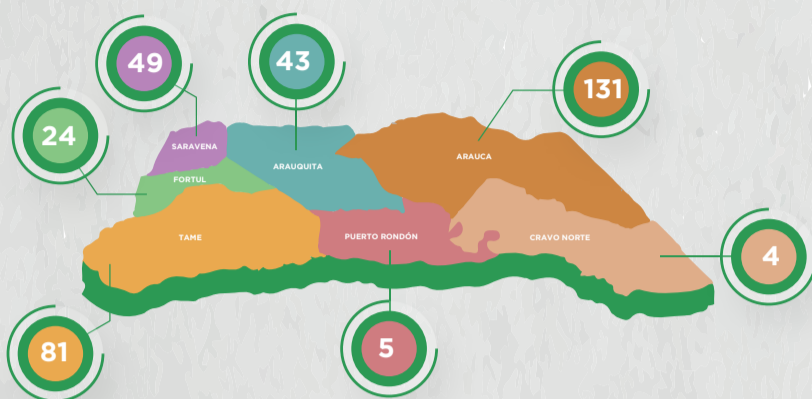 49
43
131
24
SARAVENA
ARAUQUITA
ARAUCA
FORTUL
TAME
PUERTO RONDÓN
CRAVO NORTE
4
81
5